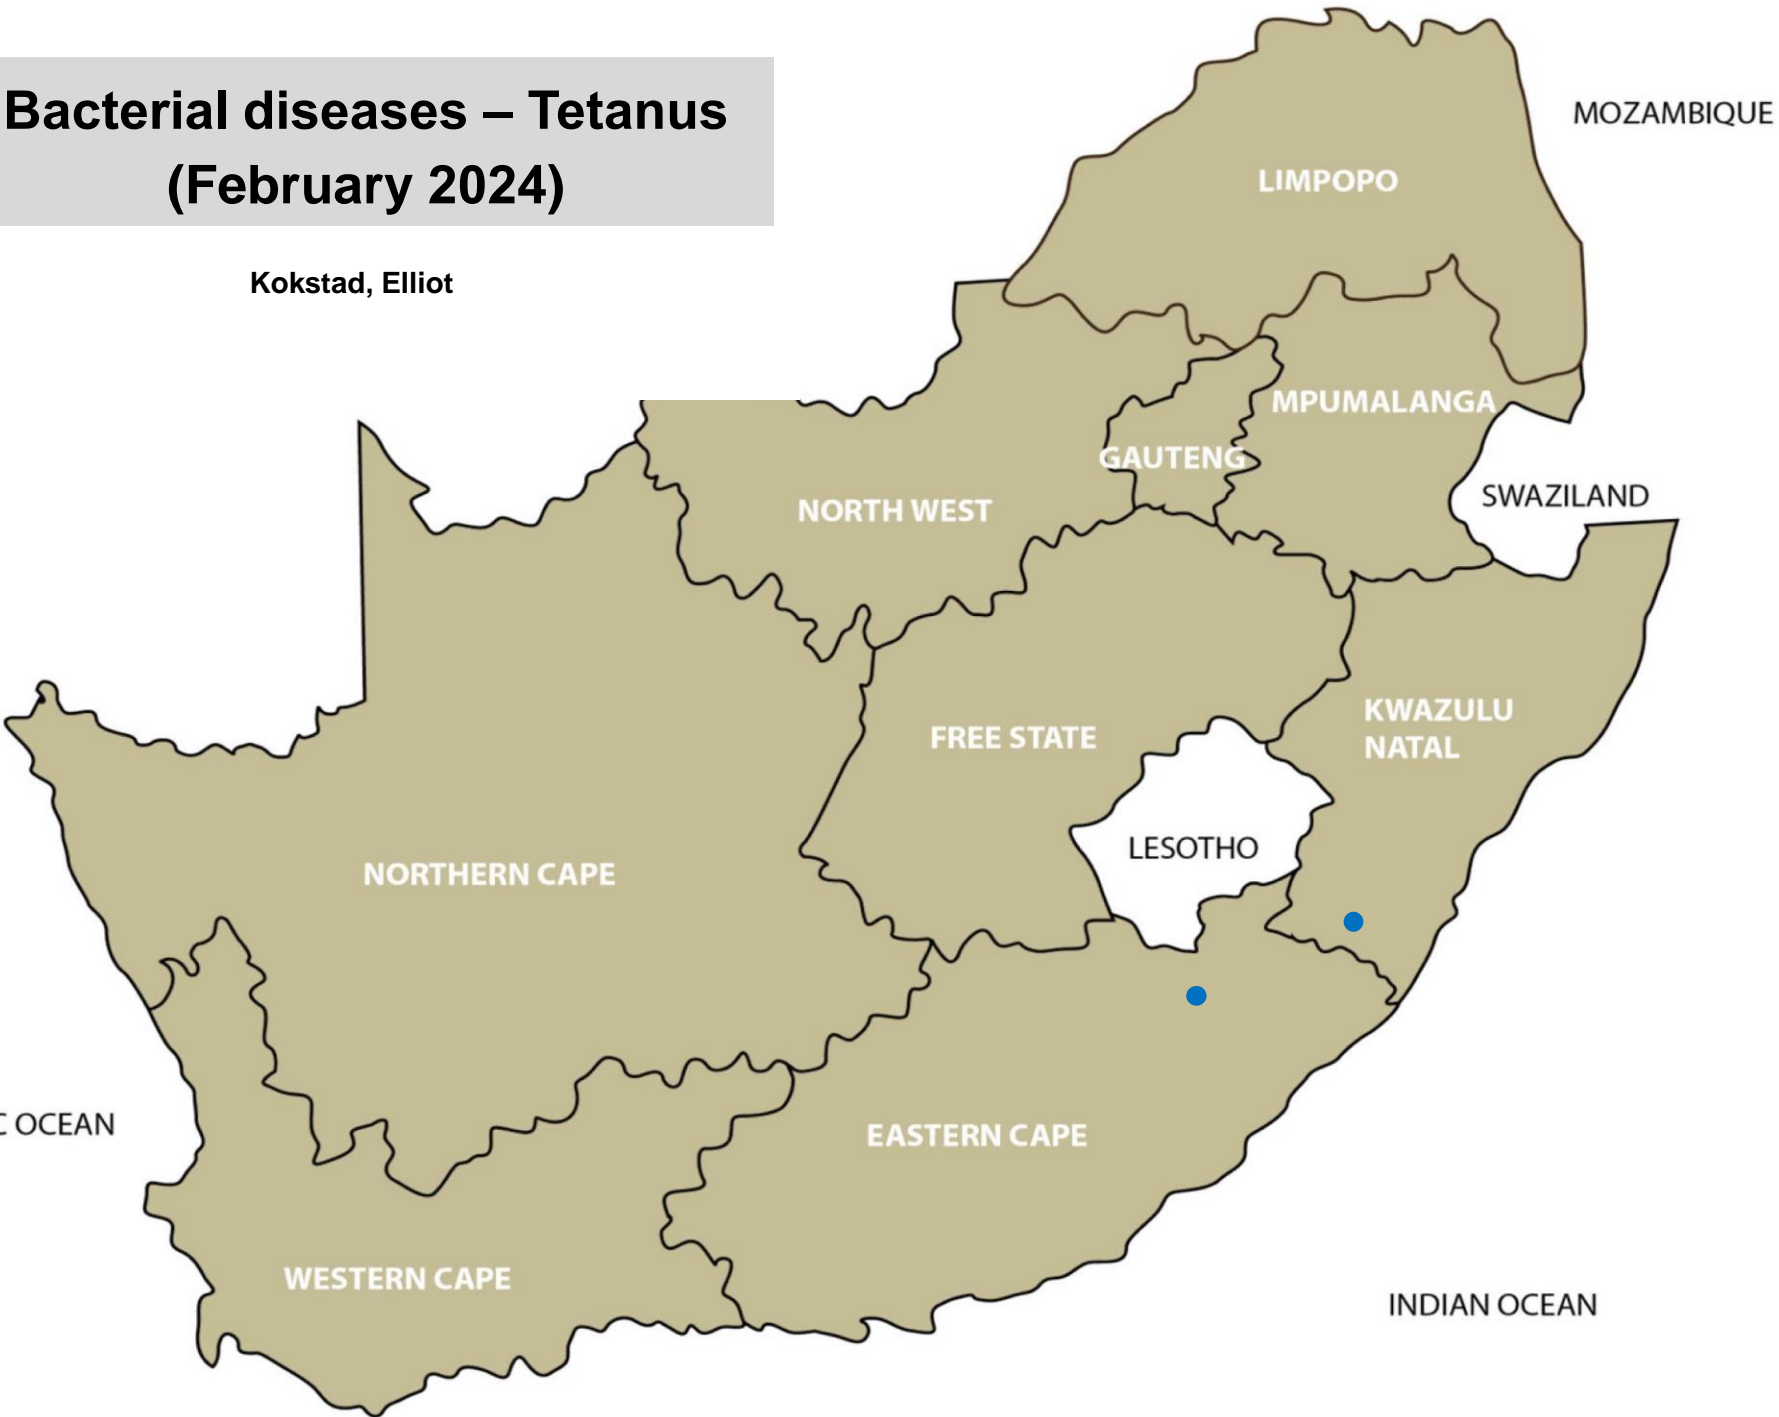 Bacterial diseases – Tetanus
(February 2024)
Kokstad, Elliot
MOZAMBIQUE
LIMPOPO
MPUMALANGA
GAUTENG
NORTH WEST
SWAZILAND
KWAZULU
NATAL
FREE STATE
LESOTHO
NORTHERN CAPE
C OCEAN
EASTERN CAPE
WESTERN CAPE
INDIAN OCEAN